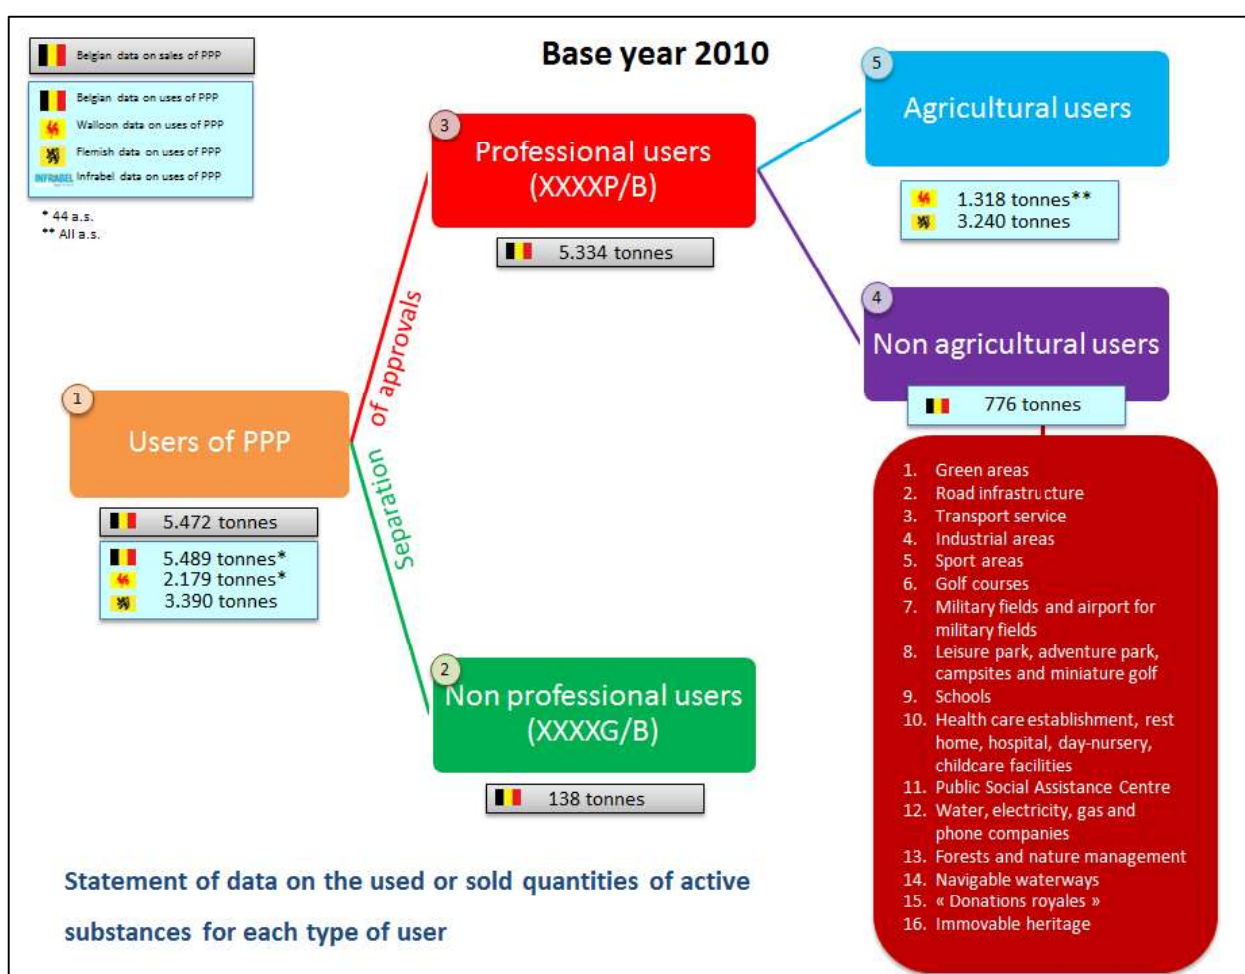 Base year 2010
Belgian data on sales of PPP
Belgian data on uses of PPP
Walloon data on uses of PPP
Flemish data on uses of PPP
INFRABEL Infrabel data on uses of PPP
* 44 a.s.
** All a.s.
1
Users of PPP
5.472 tonnes
5.489 tonnes*
2.179 tonnes*
3.390 tonnes
Separation of approvals
3
Professional users
(XXXXP/B)
5.334 tonnes
2
Non professional users
(XXXXG/B)
138 tonnes
5
Agricultural users
1.318 tonnes**
3.240 tonnes
4
Non agricultural users
776 tonnes
1. Green areas
2. Road infrastructure
3. Transport service
4. Industrial areas
5. Sport areas
6. Golf courses
7. Military fields and airport for
military fields
8. Leisure park, adventure park,
campsites and miniature golf
9. Schools
10. Health care establishment, rest
home, hospital, day-nursery,
childcare facilities
11. Public Social Assistance Centre
12. Water, electricity, gas and
phone companies
13. Forests and nature management
14. Navigable waterways
15. « Donations royales »
16. Immovable heritage
Statement of data on the used or sold quantities of active
substances for each type of user